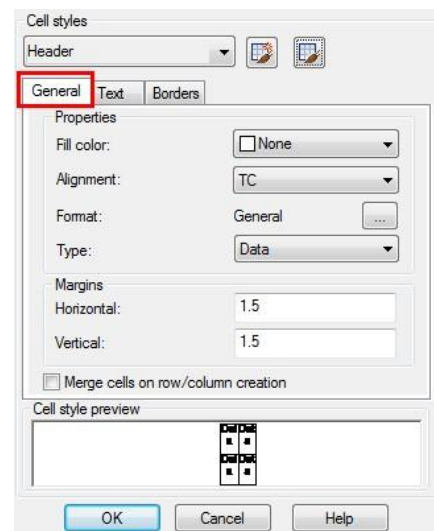 Cell styles
Header
General Text Borders
Properties
Fill color: None
Alignment: TC
Format: General ...
Type: Data
Margins
Horizontal: 1.5
Vertical: 1.5
Merge cells on row/column creation
Cell style preview
OK Cancel Help